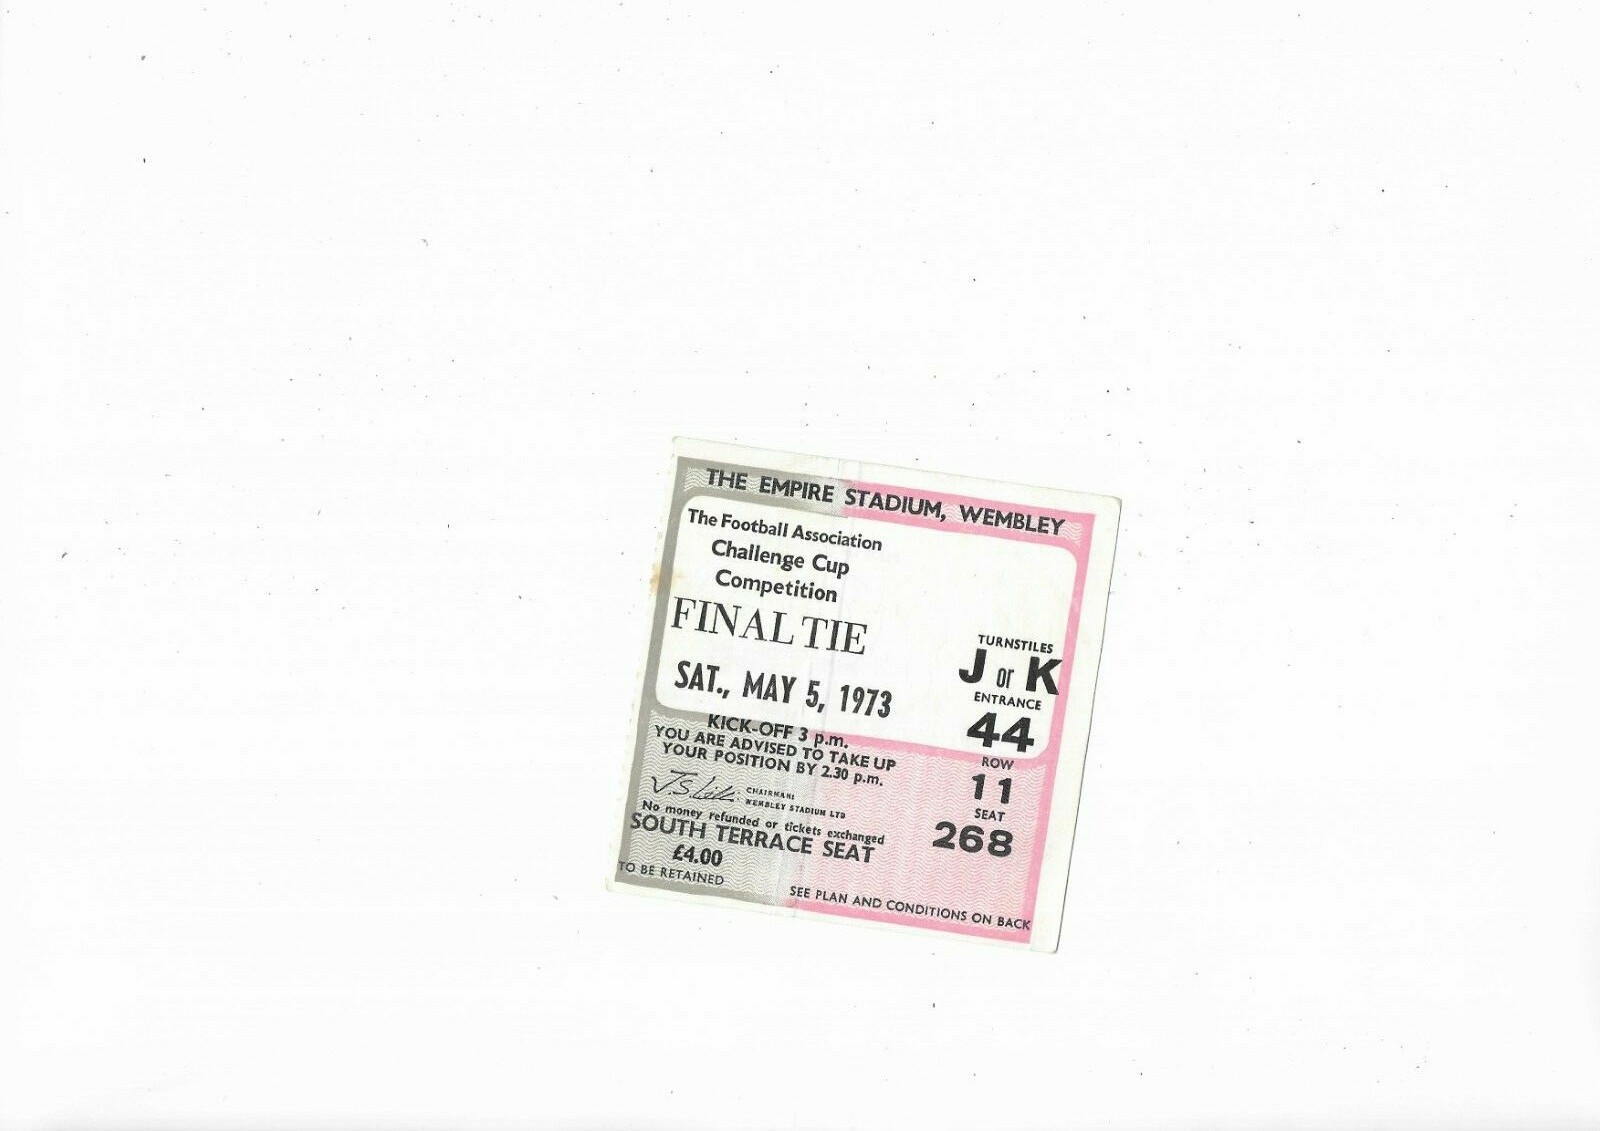 THE EMPIRE STADIUM, WEMBLEY
The Football Association
Challenge Cup
Competition
FINAL TIE
SAT., MAY 5, 1973
KICK-OFF 3 p.m.
YOU ARE ADVISED TO TAKE UP
YOUR POSITION BY 2.30 p.m.
CHAIRMAN:
WEMBLEY STADIUM LTD
No money refunded or tickets exchanged
SOUTH TERRACE SEAT
£4.00
TO BE RETAINED
TURNSTILES
J or K
ENTRANCE
44
ROW
11
SEAT
268
SEE PLAN AND CONDITIONS ON BACK